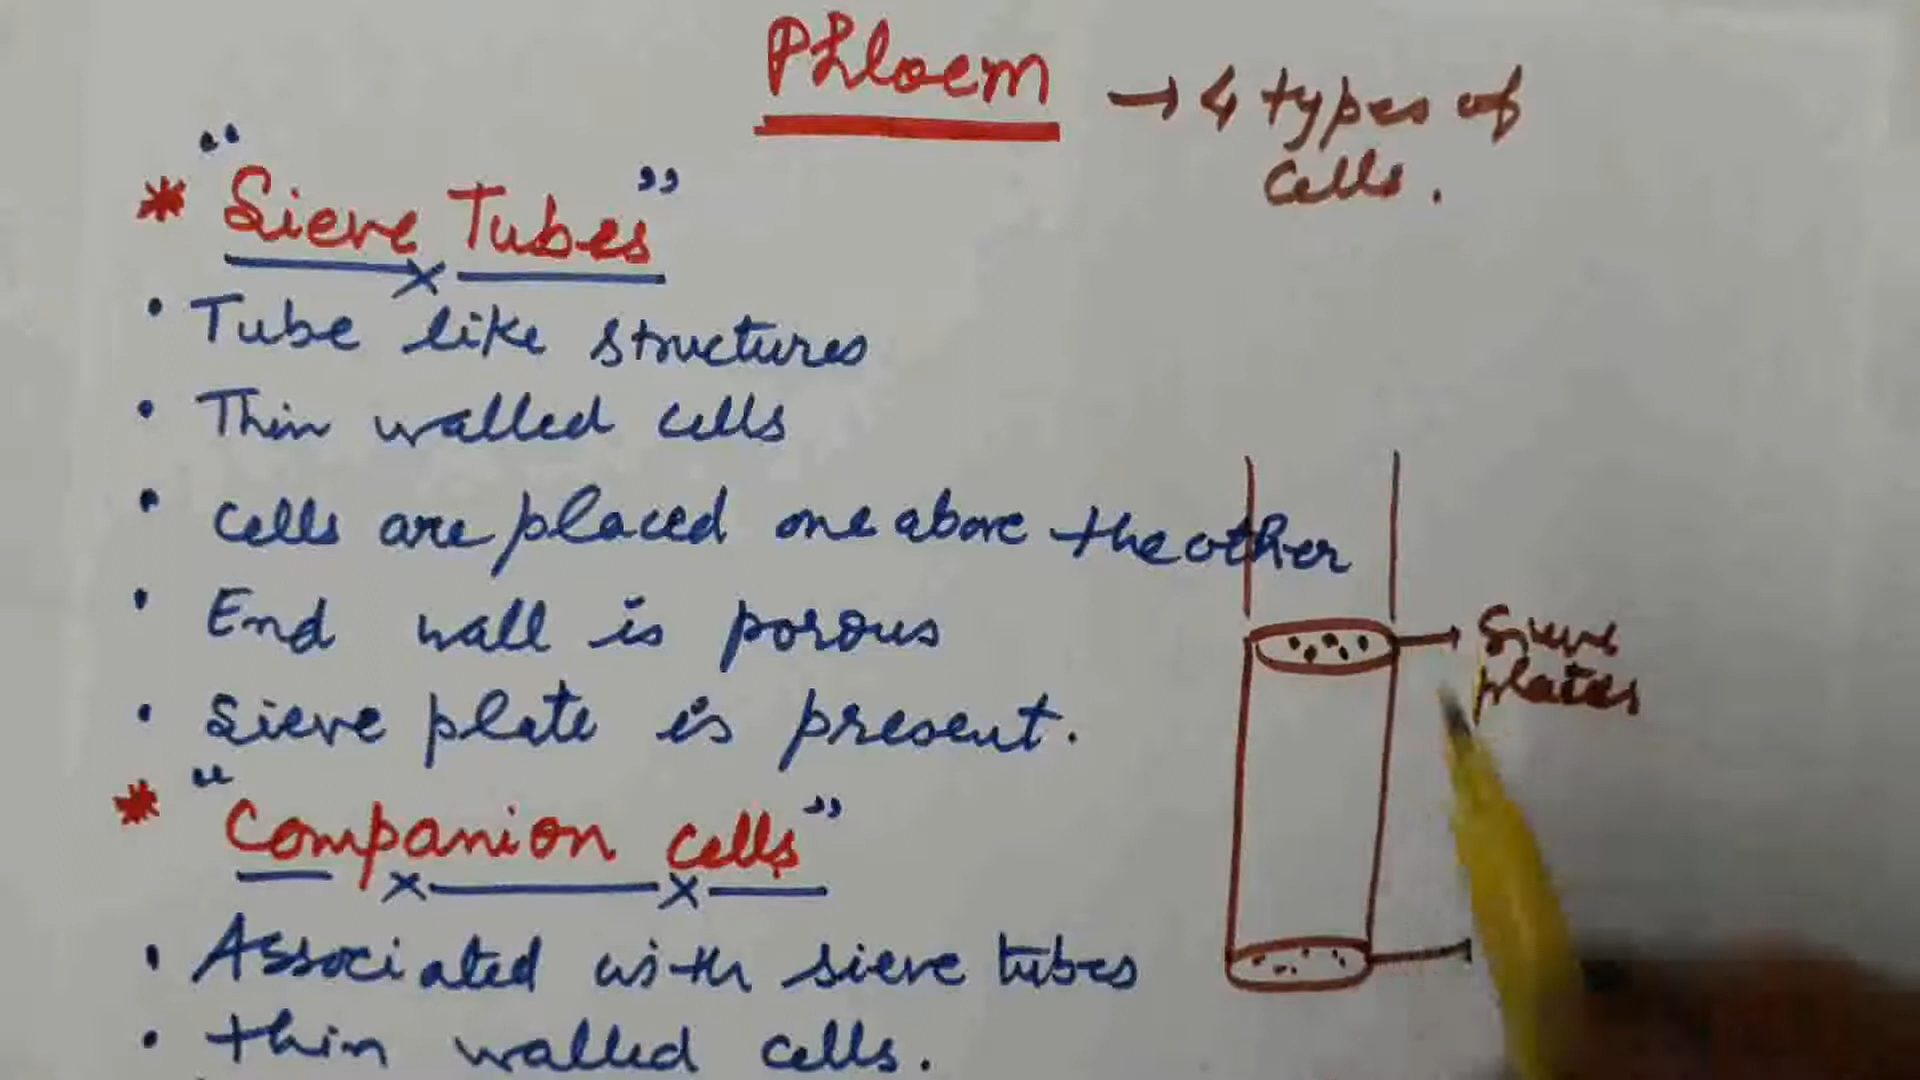 Phloem
→ 4 types of
cells.
* "Sieve Tubes"
• Tube like structures
• Thin walled cells
• cells are placed one above the other
• End wall is porous
• Sieve plate is present.
Sieve
plates
* "Companion cells"
• Associated with sieve tubes
• thin walled cells.